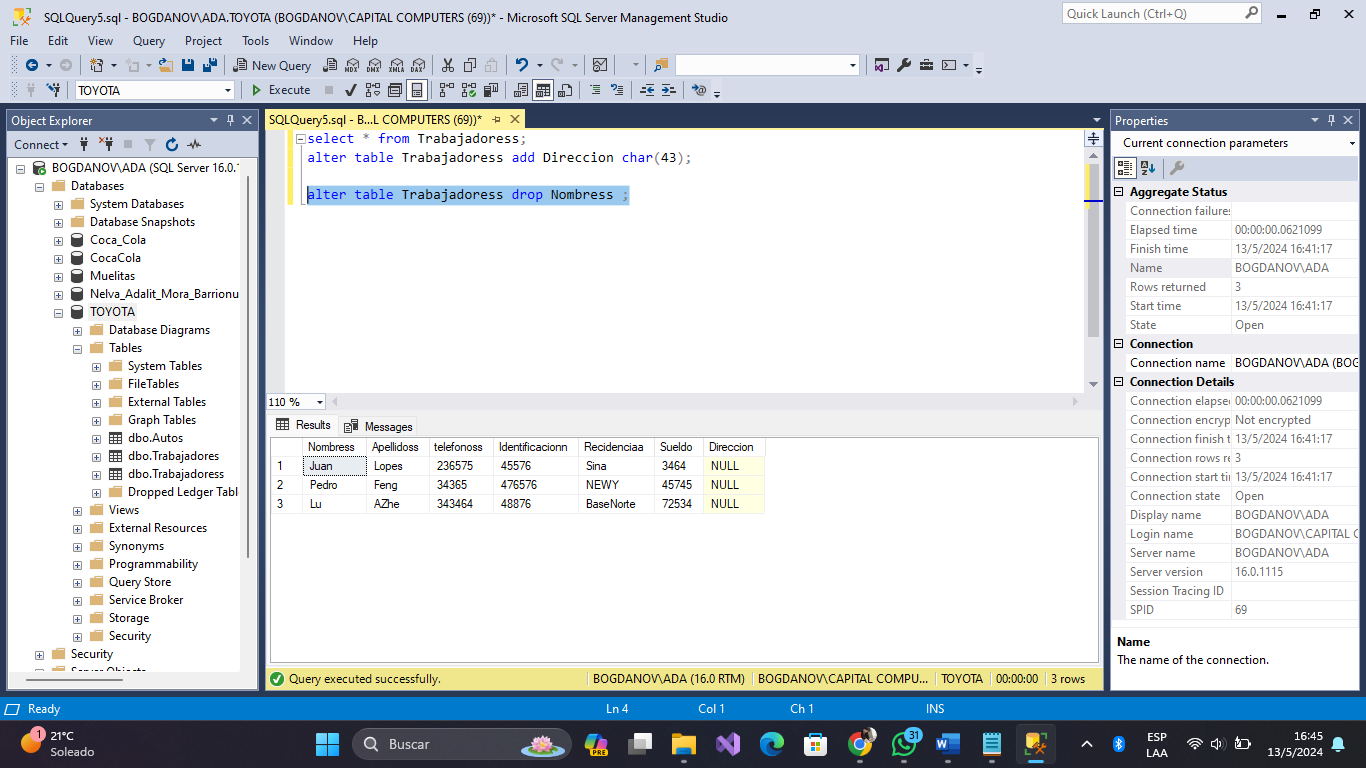 SQLQuery5.sql - BOGDANOV\ADA.TOYOTA (BOGDANOV\CAPITAL COMPUTERS (69))* - Microsoft SQL Server Management Studio
Quick Launch (Ctrl+Q)
File Edit View Query Project Tools Window Help
New Query MDX DMX XMLA DAX
TOYOTA Execute
Object Explorer
Connect
BOGDANOV\ADA (SQL Server 16.0.1
Databases
System Databases
Database Snapshots
Coca_Cola
CocaCola
Muelitas
Nelva_Adalit_Mora_Barrionu
TOYOTA
Database Diagrams
Tables
System Tables
FileTables
External Tables
Graph Tables
dbo.Autos
dbo.Trabajadores
dbo.Trabajadoress
Dropped Ledger Tabl
Views
External Resources
Synonyms
Programmability
Query Store
Service Broker
Storage
Security
Security
Server Objects
SQLQuery5.sql - B...L COMPUTERS (69))*
select * from Trabajadoress;
alter table Trabajadoress add Direccion char(43);
alter table Trabajadoress drop Nombress ;
110 %
Results Messages
Nombress Apellidoss telefonoss Identificacionn Recidenciaa Sueldo Direccion
1 Juan Lopes 236575 45576 Sina 3464 NULL
2 Pedro Feng 34365 476576 NEWY 45745 NULL
3 Lu AZhe 343464 48876 BaseNorte 72534 NULL
Query executed successfully. BOGDANOV\ADA (16.0 RTM) BOGDANOV\CAPITAL COMPU... TOYOTA 00:00:00 3 rows
Properties
Current connection parameters
Aggregate Status
Connection failures
Elapsed time 00:00:00.0621099
Finish time 13/5/2024 16:41:17
Name BOGDANOV\ADA
Rows returned 3
Start time 13/5/2024 16:41:17
State Open
Connection
Connection name BOGDANOV\ADA (BOG
Connection Details
Connection elapse 00:00:00.0621099
Connection encryp Not encrypted
Connection finish t 13/5/2024 16:41:17
Connection rows re 3
Connection start tir 13/5/2024 16:41:17
Connection state Open
Display name BOGDANOV\ADA
Login name BOGDANOV\CAPITAL C
Server name BOGDANOV\ADA
Server version 16.0.1115
Session Tracing ID
SPID 69
Name
The name of the connection.
Ready Ln 4 Col 1 Ch 1 INS
1 21°C
Soleado
Buscar
PRE
31
ESP
LAA
16:45
13/5/2024